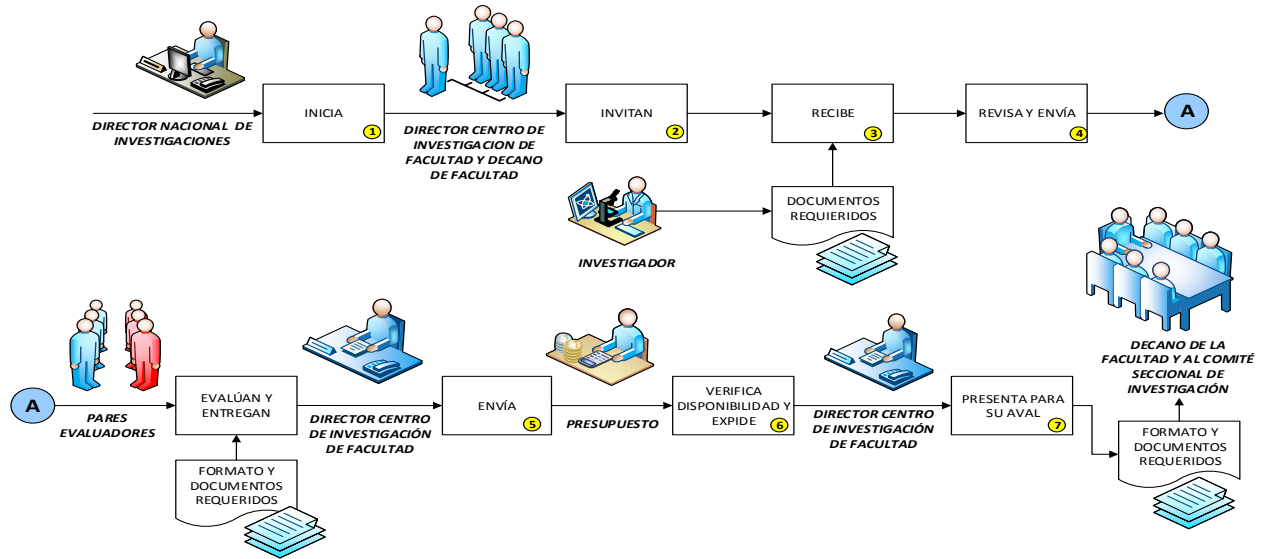 DIRECTOR NACIONAL DE
INVESTIGACIONES
INICIA
1
DIRECTOR CENTRO DE
INVESTIGACION DE
FACULTAD Y DECANO
DE FACULTAD
INVITAN
2
RECIBE
3
REVISA Y ENVÍA
4
A
INVESTIGADOR
DOCUMENTOS
REQUIERIDOS
A
PARES
EVALUADORES
EVALÚAN Y
ENTREGAN
FORMATO Y
DOCUMENTOS
REQUERIDOS
DIRECTOR CENTRO
DE INVESTIGACIÓN
DE FACULTAD
ENVÍA
5
PRESUPUESTO
VERIFICA
DISPONIBILIDAD Y
EXPIDE
6
DIRECTOR CENTRO
DE INVESTIGACIÓN
DE FACULTAD
PRESENTA PARA
SU AVAL
7
DECANO DE LA
FACULTAD Y AL COMITÉ
SECCIONAL DE
INVESTIGACIÓN
FORMATO Y
DOCUMENTOS
REQUERIDOS